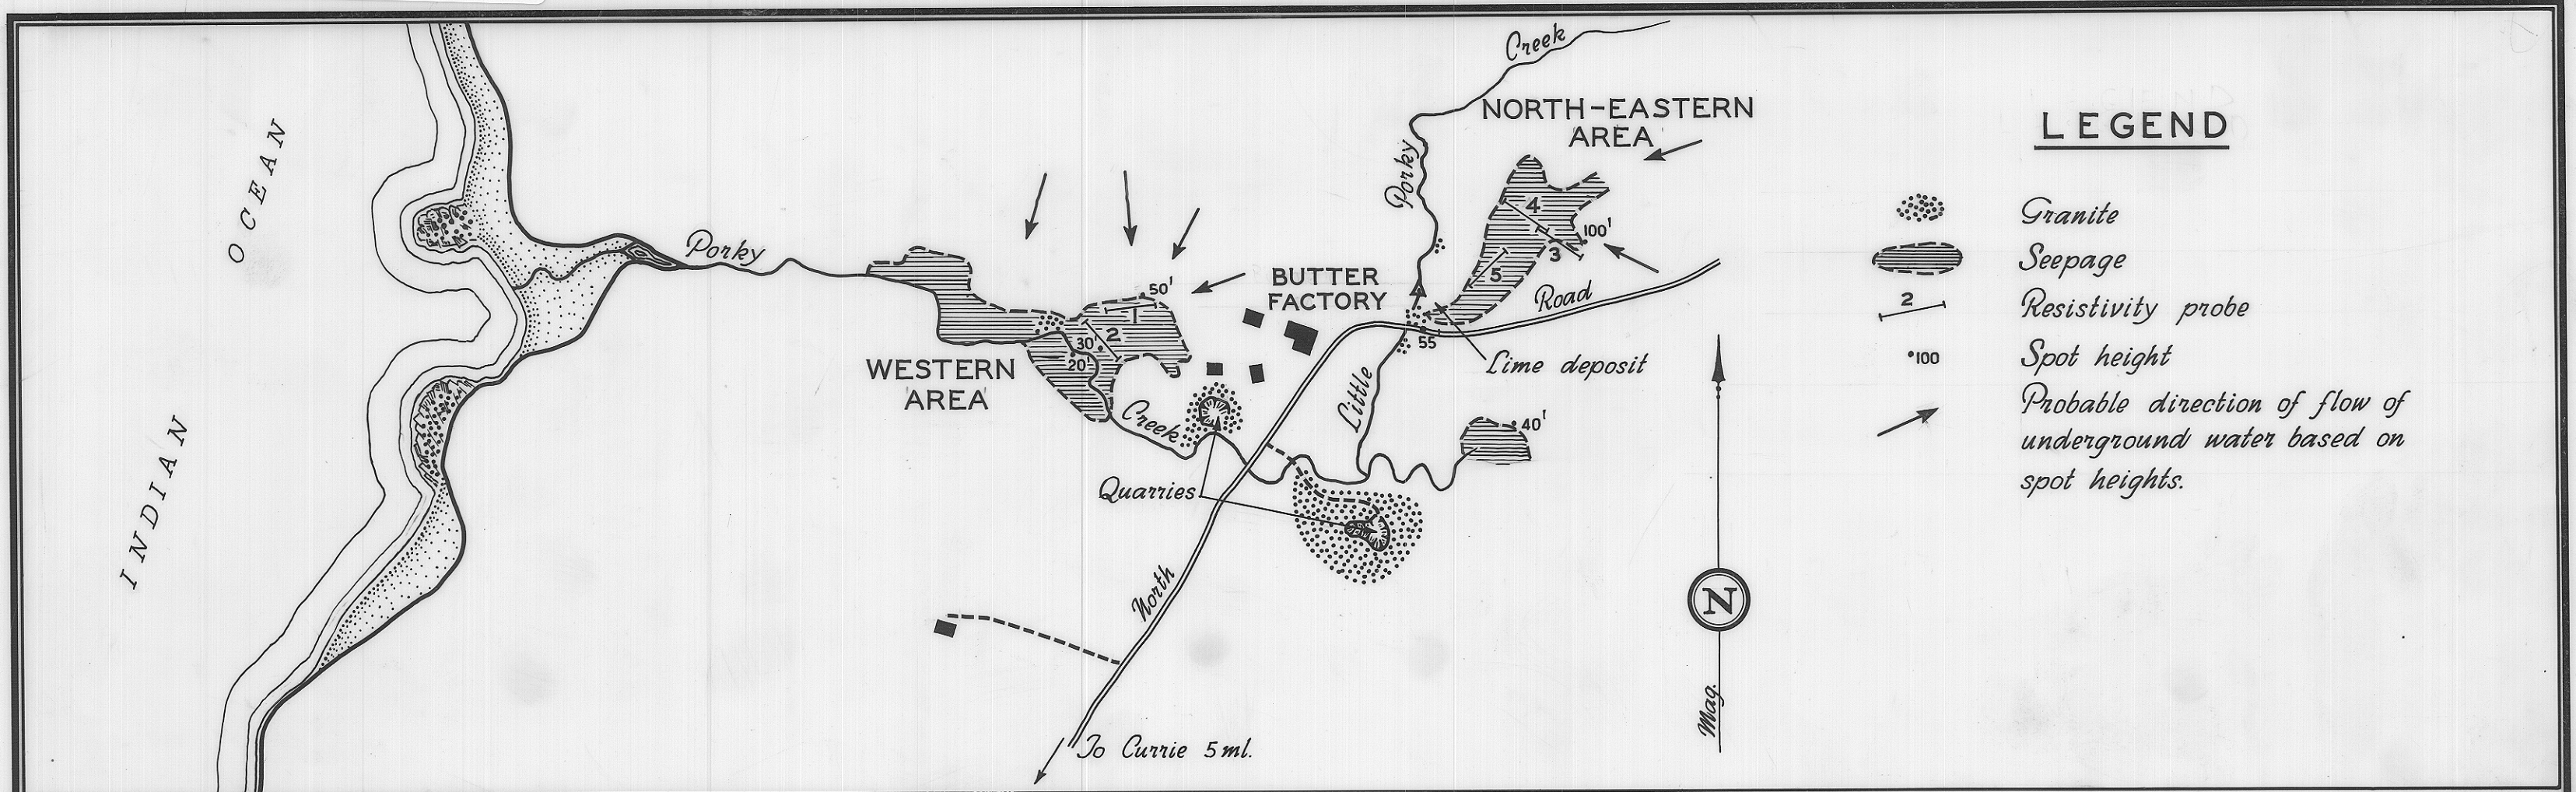 Creek
NORTH-EASTERN
AREA
Porky
OCEAN
Porky
4
100'
3
5
50'
1
BUTTER
FACTORY
Road
2
30'
20'
55
Lime deposit
WESTERN
AREA
Little
Creek
40'
Quarries
INDIAN
North
To Currie 5 ml.
N
Mag.
LEGEND
Granite
Seepage
2
Resistivity probe
•100
Spot height
Probable direction of flow of
underground water based on
spot heights.